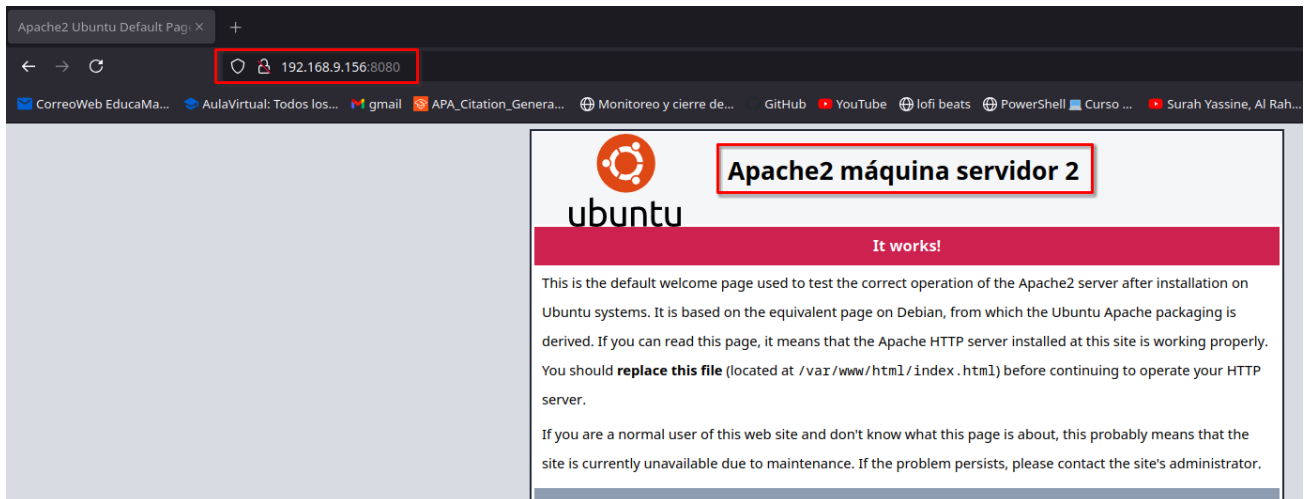 Apache2 Ubuntu Default Pag
192.168.9.156:8080
CorreoWeb EducaMa... AulaVirtual: Todos los... gmail APA_Citation_Genera... Monitoreo y cierre de... GitHub YouTube lofi beats PowerShell Curso ... Surah Yassine, Al Rah...
Apache2 máquina servidor 2
ubuntu
It works!
This is the default welcome page used to test the correct operation of the Apache2 server after installation on
Ubuntu systems. It is based on the equivalent page on Debian, from which the Ubuntu Apache packaging is
derived. If you can read this page, it means that the Apache HTTP server installed at this site is working properly.
You should replace this file (located at /var/www/html/index.html) before continuing to operate your HTTP
server.
If you are a normal user of this web site and don't know what this page is about, this probably means that the
site is currently unavailable due to maintenance. If the problem persists, please contact the site's administrator.